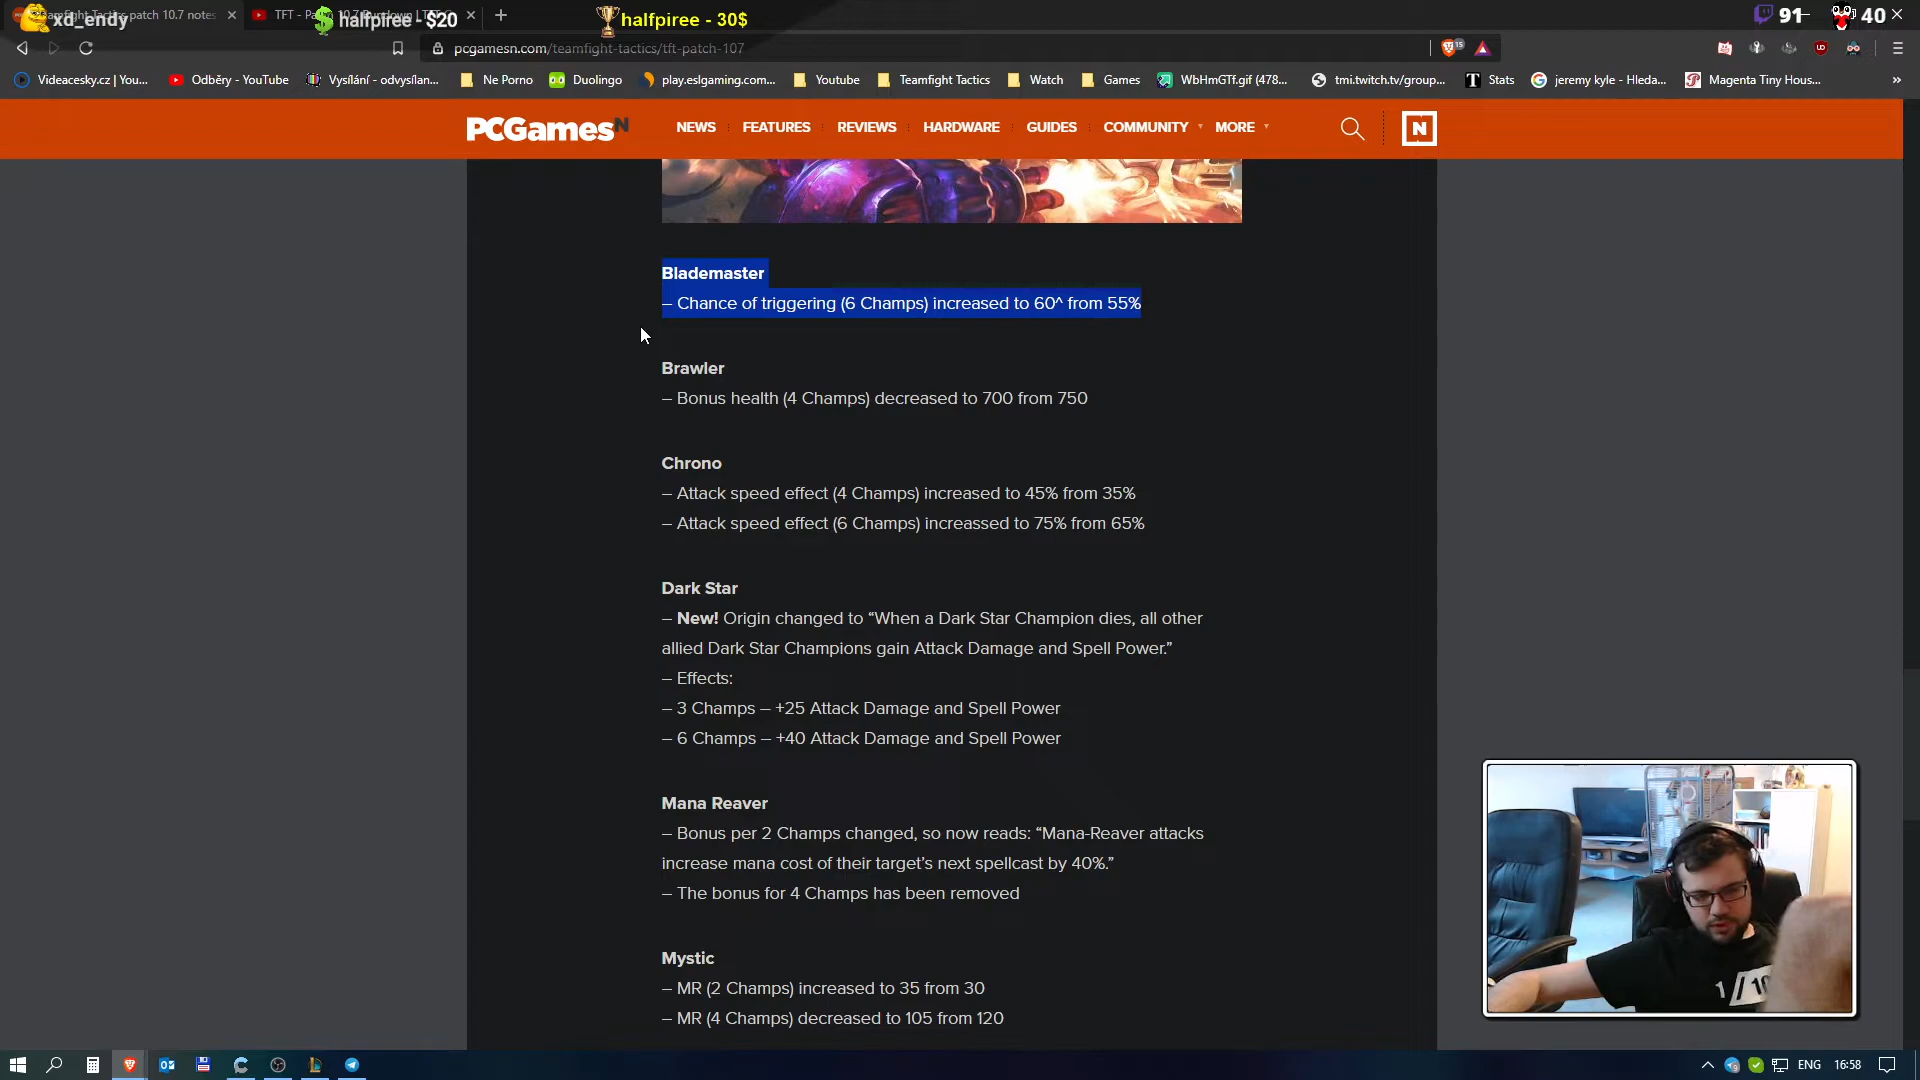 Teamfight Tactics patch 10.7 notes
xd_endy
halfpiree - $20
halfpiree - 30$
91
40
pcgamesn.com/teamfight-tactics/tft-patch-107
15
Videacesky.cz | You...
Odběry - YouTube
Vysílání - odvysílan...
Ne Porno
Duolingo
play.eslgaming.com...
Youtube
Teamfight Tactics
Watch
Games
WbHmGTf.gif (478...
tmi.twitch.tv/group...
Stats
jeremy kyle - Hleda...
Magenta Tiny Hous...
PCGamesN
NEWS
FEATURES
REVIEWS
HARDWARE
GUIDES
COMMUNITY
MORE
N
Blademaster
– Chance of triggering (6 Champs) increased to 60^ from 55%
Brawler
– Bonus health (4 Champs) decreased to 700 from 750
Chrono
– Attack speed effect (4 Champs) increased to 45% from 35%
– Attack speed effect (6 Champs) increassed to 75% from 65%
Dark Star
– New! Origin changed to “When a Dark Star Champion dies, all other
allied Dark Star Champions gain Attack Damage and Spell Power.”
– Effects:
– 3 Champs – +25 Attack Damage and Spell Power
– 6 Champs – +40 Attack Damage and Spell Power
Mana Reaver
– Bonus per 2 Champs changed, so now reads: “Mana-Reaver attacks
increase mana cost of their target’s next spellcast by 40%.”
– The bonus for 4 Champs has been removed
Mystic
– MR (2 Champs) increased to 35 from 30
– MR (4 Champs) decreased to 105 from 120
ENG
16:58